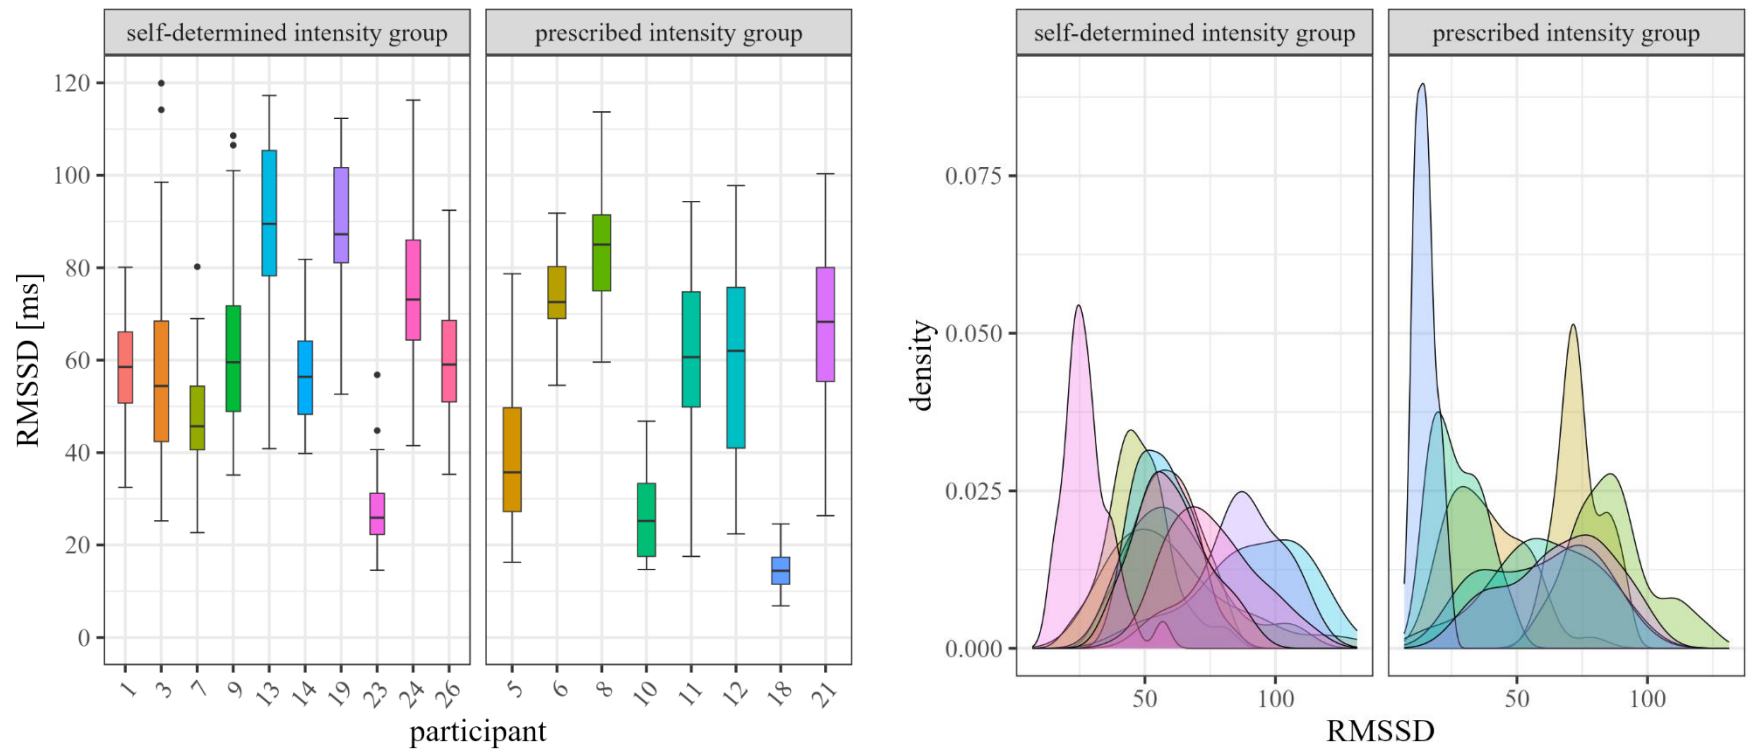 self-determined intensity group
prescribed intensity group
120
100
80
60
40
20
0
RMSSD [ms]
1 3 7 9 13 14 19 23 24 26
5 6 8 10 11 12 18 21
participant
self-determined intensity group
prescribed intensity group
0.075
0.050
0.025
0.000
density
50 100
50 100
RMSSD